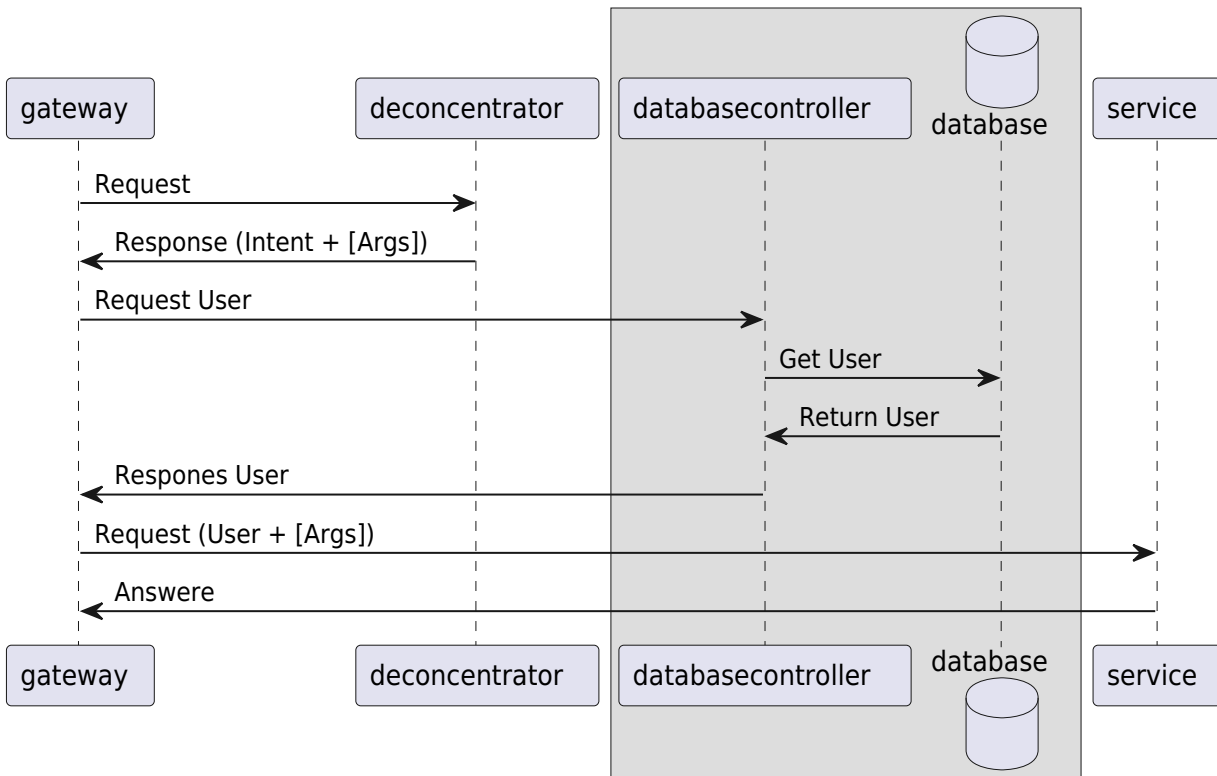 gateway
deconcentrator
databasecontroller
database
service
Request
Response (Intent + [Args])
Request User
Get User
Return User
Respones User
Request (User + [Args])
Answere
gateway
deconcentrator
databasecontroller
database
service